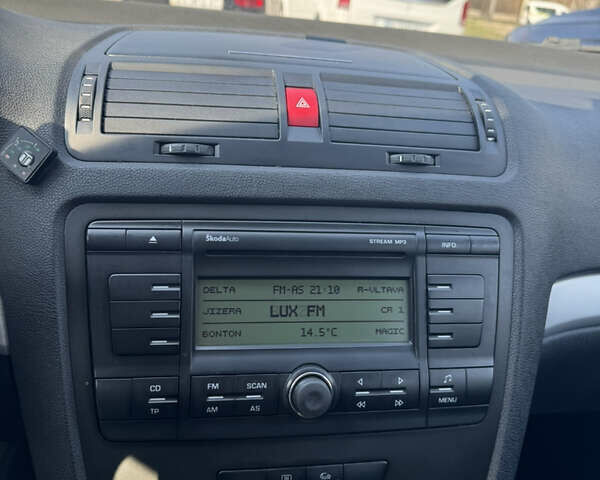 ŠkodaAuto STREAM MP3
INFO
DELTA FM-AS 21:10 R-VLTAVA
JIZERA LUX FM CR 1
BONTON 14.5°C MAGIC
CD FM SCAN
TP AM AS MENU